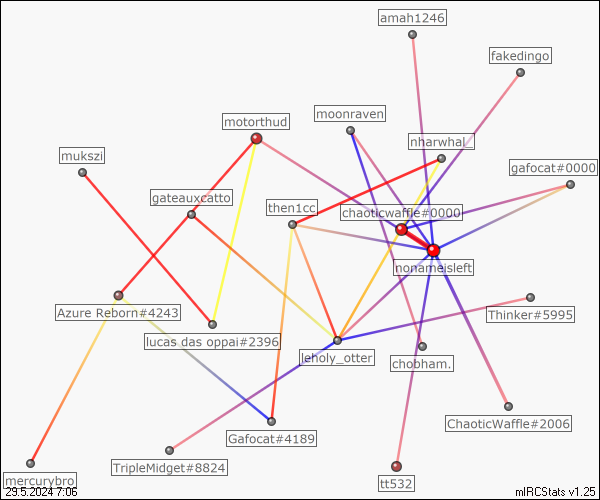 amah1246
fakedingo
moonraven
motorthud
nharwhal_
mukszi
gafocat#0000
gateauxcatto
then1cc
chaoticwaffle#0000
nonameisleft
Azure Reborn#4243
Thinker#5995
lucas das oppai#2396
leholy_otter
chobham.
ChaoticWaffle#2006
Gafocat#4189
TripleMidget#8824
mercurybro
tt532
29.5.2024 7:06
mIRCStats v1.25